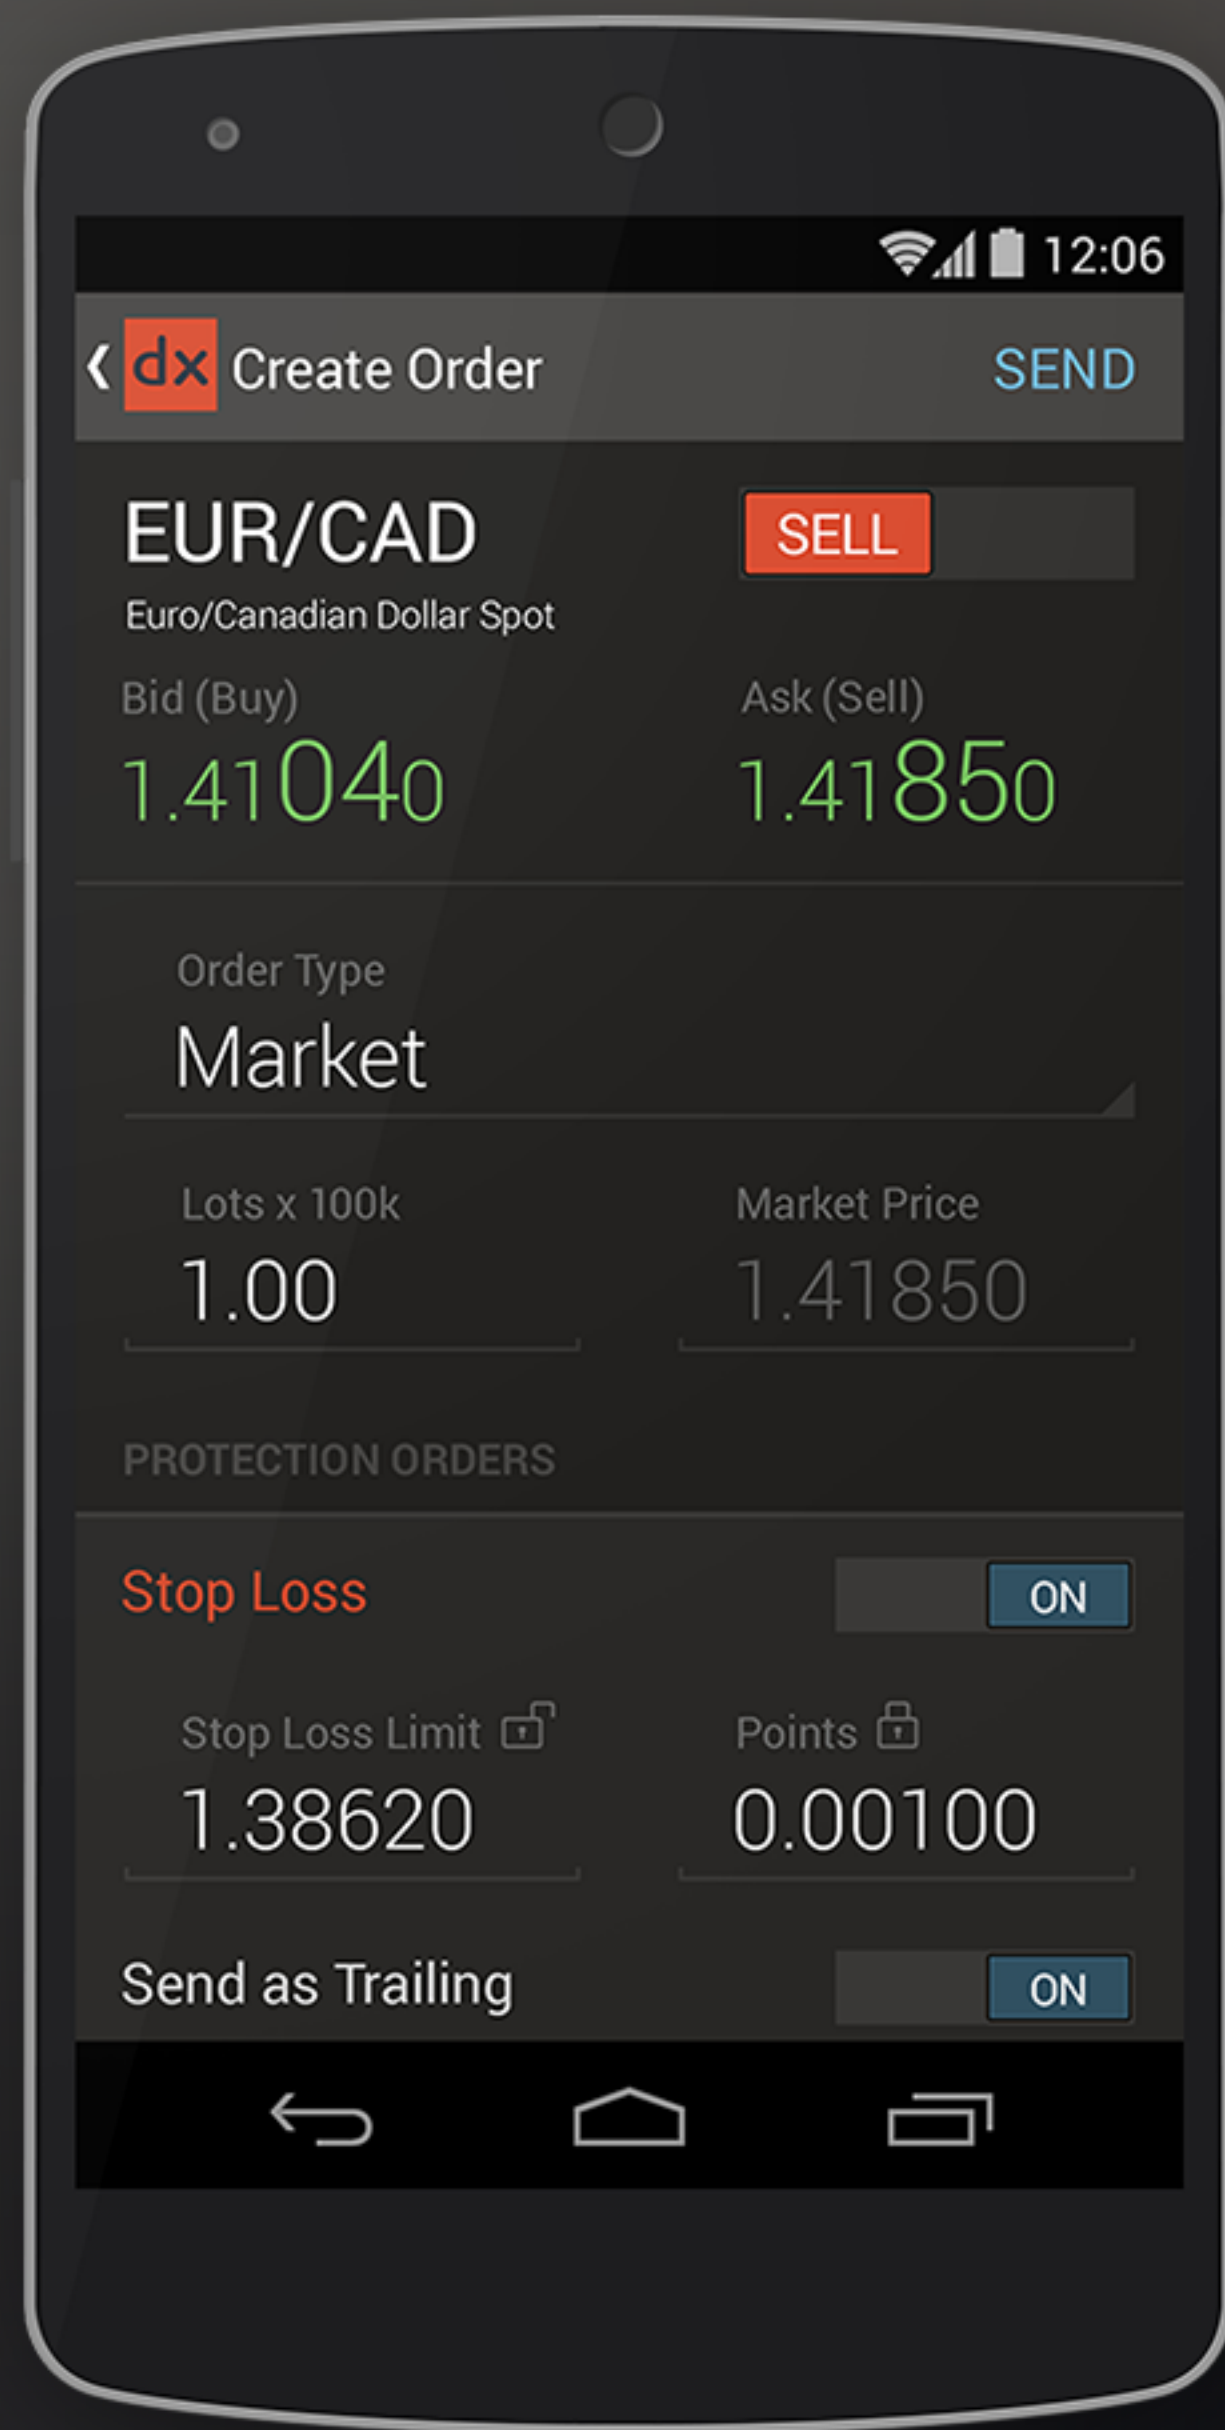 12:06
dx Create Order SEND
EUR/CAD SELL
Euro/Canadian Dollar Spot
Bid (Buy) Ask (Sell)
1.41040 1.41850
Order Type
Market
Lots x 100k Market Price
1.00 1.41850
PROTECTION ORDERS
Stop Loss ON
Stop Loss Limit Points
1.38620 0.00100
Send as Trailing ON